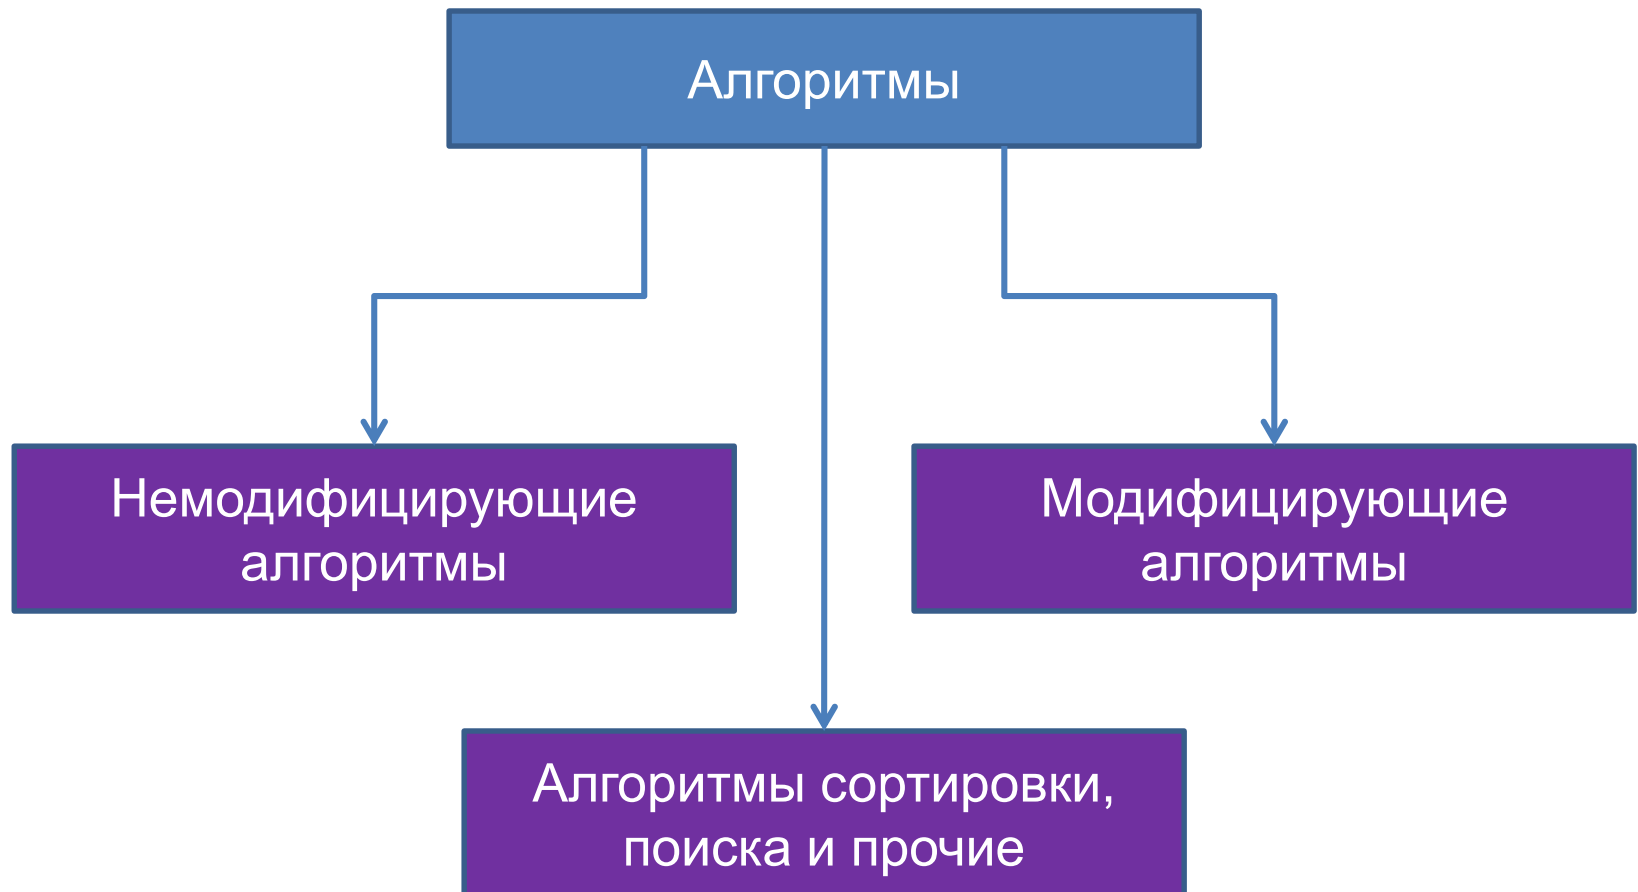 Алгоритмы
Немодифицирующие
алгоритмы
Модифицирующие
алгоритмы
Алгоритмы сортировки,
поиска и прочие